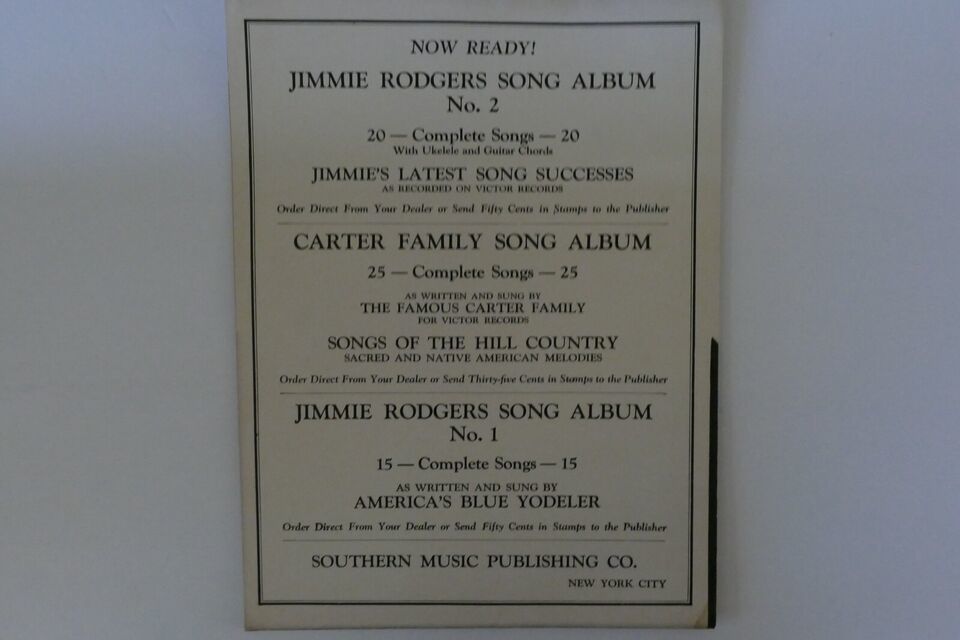 NOW READY!
JIMMIE RODGERS SONG ALBUM
No. 2
20 — Complete Songs — 20
With Ukelele and Guitar Chords
JIMMIE'S LATEST SONG SUCCESSES
AS RECORDED ON VICTOR RECORDS
Order Direct From Your Dealer or Send Fifty Cents in Stamps to the Publisher
CARTER FAMILY SONG ALBUM
25 — Complete Songs — 25
AS WRITTEN AND SUNG BY
THE FAMOUS CARTER FAMILY
FOR VICTOR RECORDS
SONGS OF THE HILL COUNTRY
SACRED AND NATIVE AMERICAN MELODIES
Order Direct From Your Dealer or Send Thirty-five Cents in Stamps to the Publisher
JIMMIE RODGERS SONG ALBUM
No. 1
15 — Complete Songs — 15
AS WRITTEN AND SUNG BY
AMERICA'S BLUE YODELER
Order Direct From Your Dealer or Send Fifty Cents in Stamps to the Publisher
SOUTHERN MUSIC PUBLISHING CO.
NEW YORK CITY